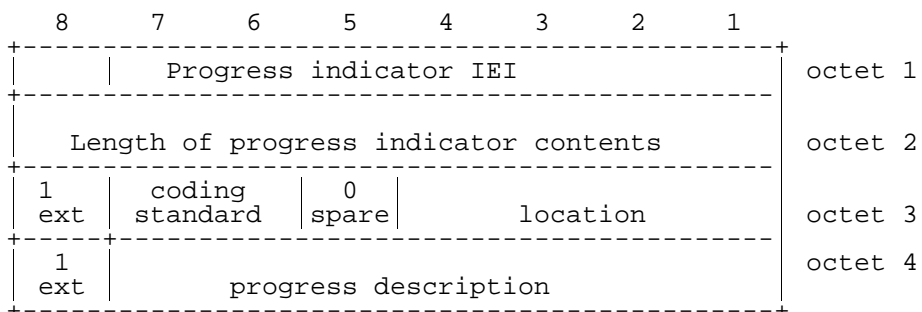 8 7 6 5 4 3 2 1
Progress indicator IEI octet 1
Length of progress indicator contents octet 2
1 coding 0
ext standard spare location octet 3
1 octet 4
ext progress description